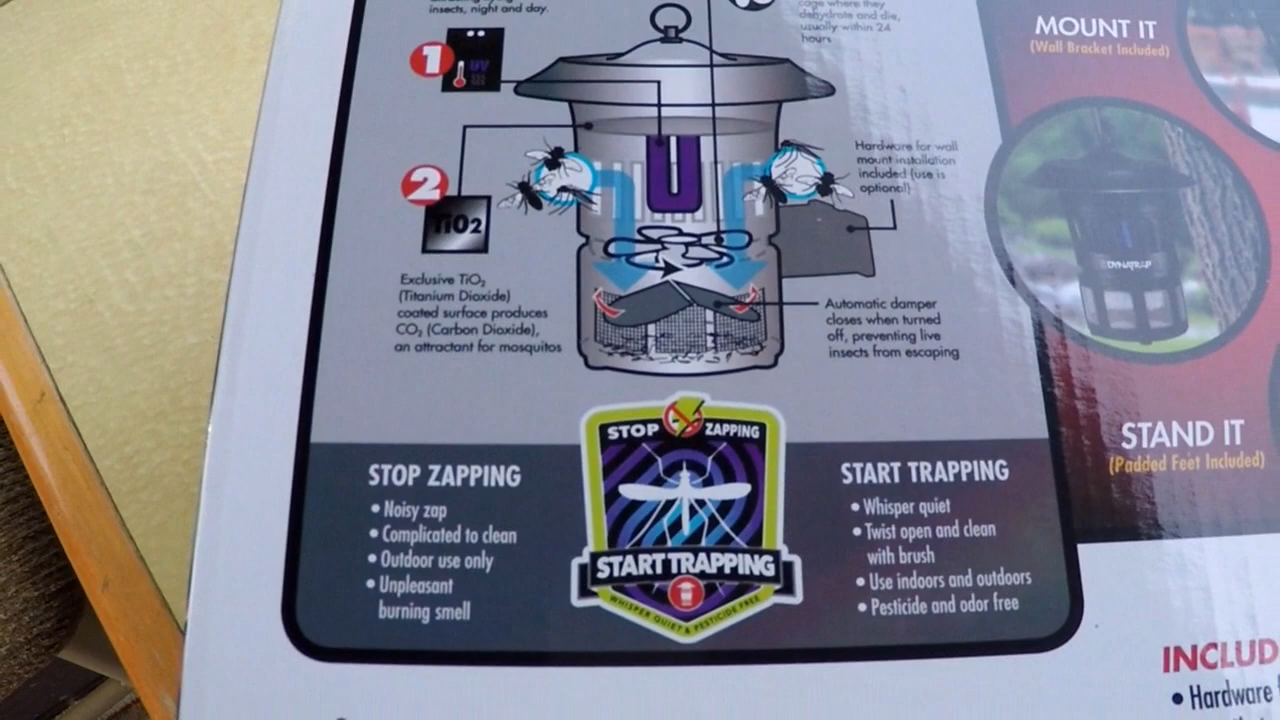 insects, night and day.
cage where they
dehydrate and die,
usually within 24
hours
1
UV
2
TiO2
Exclusive TiO₂
(Titanium Dioxide)
coated surface produces
CO₂ (Carbon Dioxide),
an attractant for mosquitos
Hardware for wall
mount installation
included (use is
optional)
Automatic damper
closes when turned
off, preventing live
insects from escaping
MOUNT IT
(Wall Bracket Included)
DYNATRAP
STAND IT
(Padded Feet Included)
STOP ZAPPING
• Noisy zap
• Complicated to clean
• Outdoor use only
• Unpleasant
burning smell
STOP ZAPPING
START TRAPPING
WHISPER QUIET & PESTICIDE FREE
START TRAPPING
• Whisper quiet
• Twist open and clean
with brush
• Use indoors and outdoors
• Pesticide and odor free
INCLUD
• Hardware